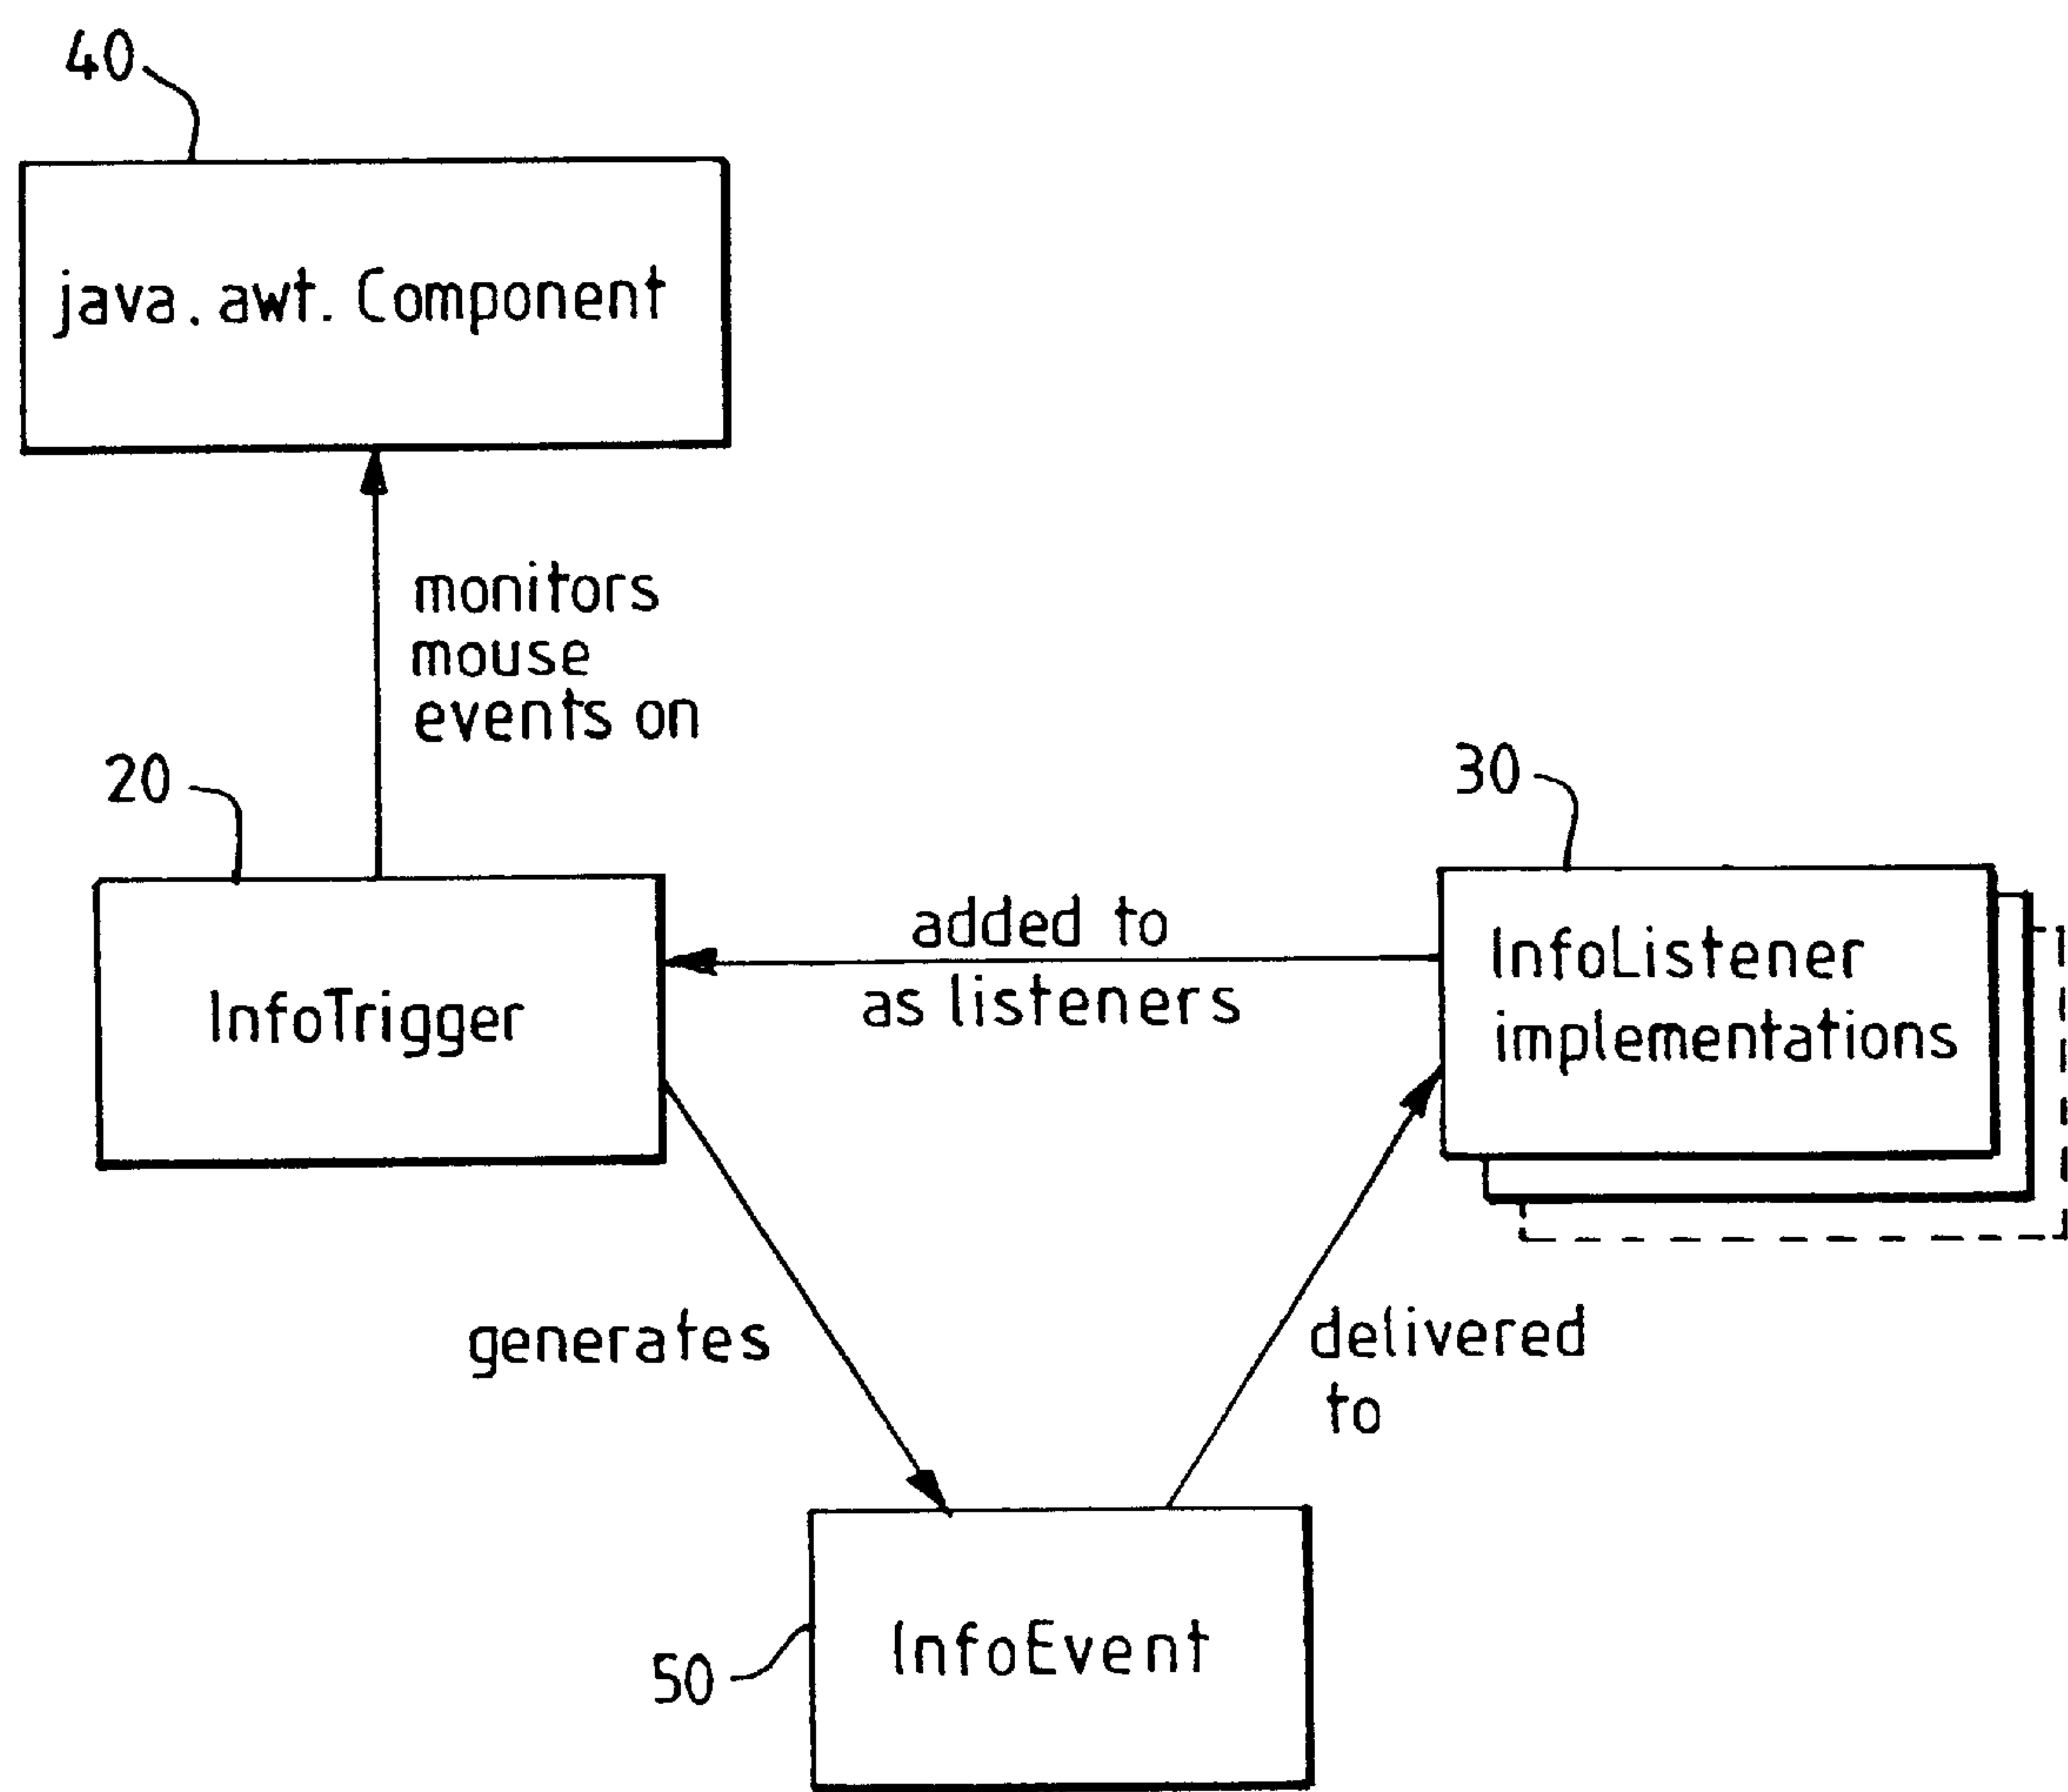 40
java.awt.Component
monitors
mouse
events on
20
30
InfoTrigger
added to
as listeners
InfoListener
implementations
generates
delivered
to
50
InfoEvent